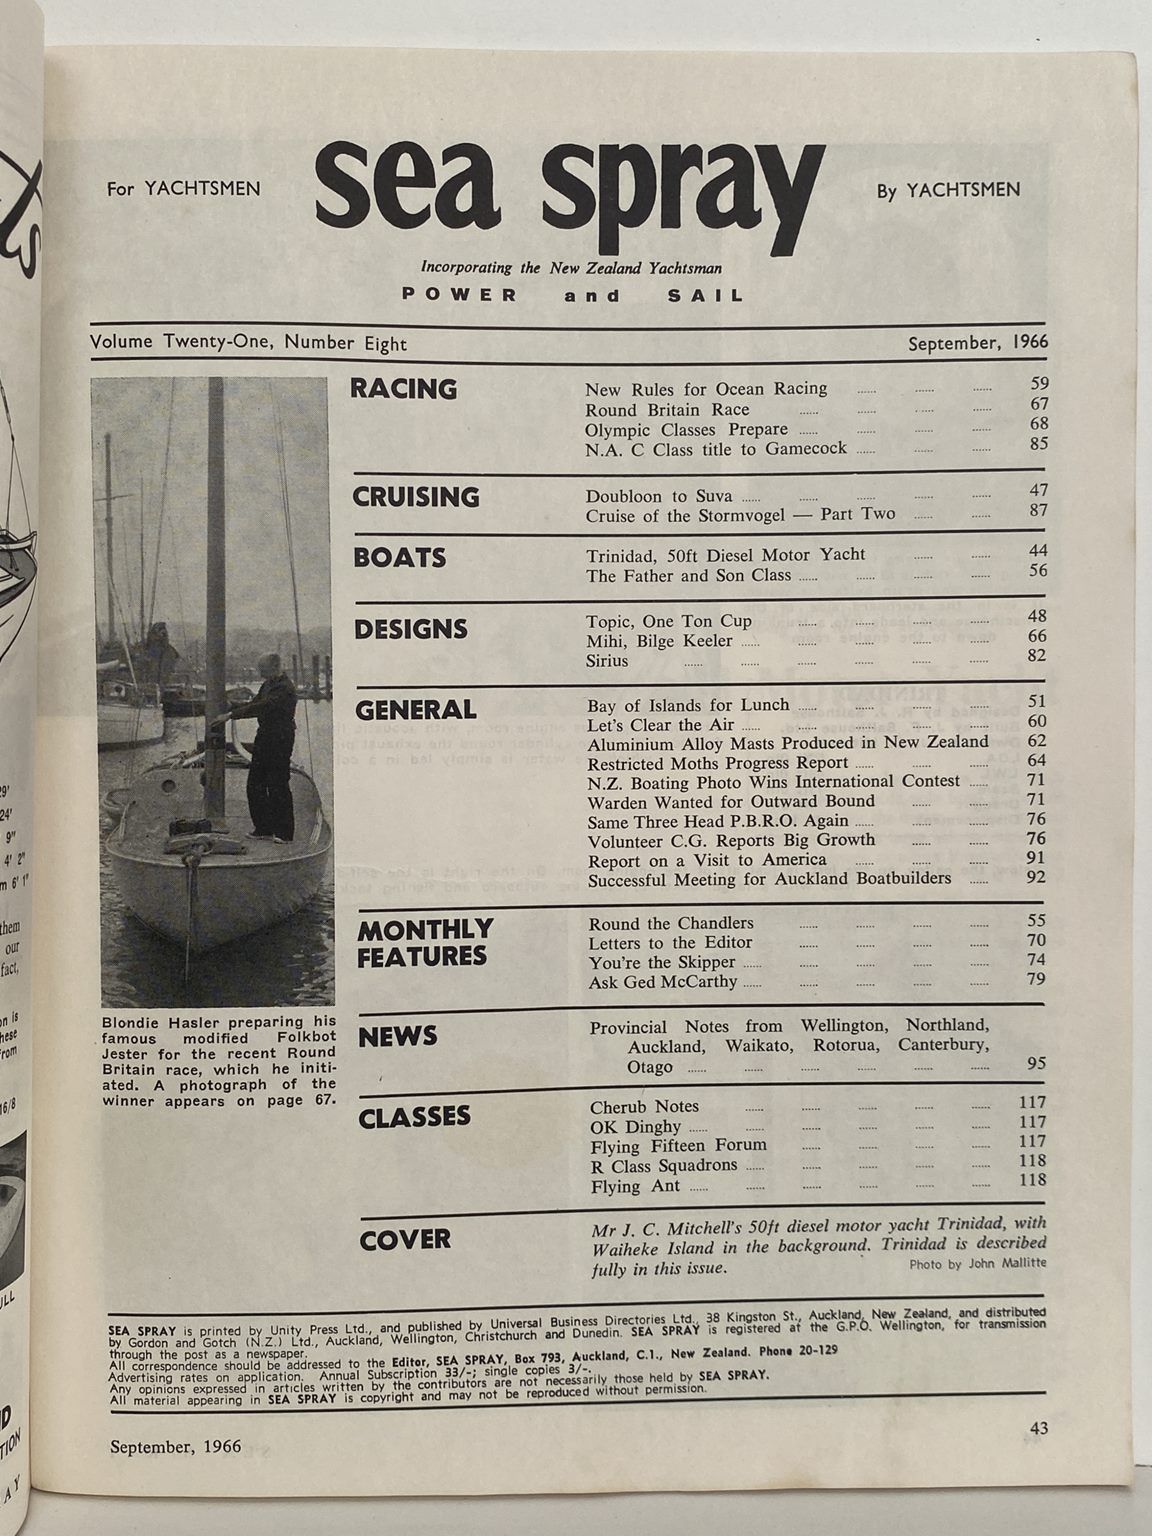 For YACHTSMEN
sea spray
By YACHTSMEN
Incorporating the New Zealand Yachtsman
POWER and SAIL
Volume Twenty-One, Number Eight
September, 1966
RACING
New Rules for Ocean Racing ...... ...... ...... 59
Round Britain Race ...... ...... ...... ...... 67
Olympic Classes Prepare ...... ...... ...... ...... 68
N.A. C Class title to Gamecock ...... ...... ...... 85
CRUISING
Doubloon to Suva ...... ...... ...... ...... ...... 47
Cruise of the Stormvogel — Part Two ...... ...... 87
BOATS
Trinidad, 50ft Diesel Motor Yacht ...... ...... 44
The Father and Son Class ...... ...... ...... ...... 56
DESIGNS
Topic, One Ton Cup ...... ...... ...... ...... 48
Mihi, Bilge Keeler ...... ...... ...... ...... ...... 66
Sirius ...... ...... ...... ...... ...... ...... 82
GENERAL
Bay of Islands for Lunch ...... ...... ...... ...... 51
Let's Clear the Air ...... ...... ...... ...... ...... 60
Aluminium Alloy Masts Produced in New Zealand 62
Restricted Moths Progress Report ...... ...... ...... 64
N.Z. Boating Photo Wins International Contest ...... 71
Warden Wanted for Outward Bound ...... ...... 71
Same Three Head P.B.R.O. Again ...... ...... ...... 76
Volunteer C.G. Reports Big Growth ...... ...... 76
Report on a Visit to America ...... ...... ...... 91
Successful Meeting for Auckland Boatbuilders ...... 92
MONTHLY
FEATURES
Round the Chandlers ...... ...... ...... ...... 55
Letters to the Editor ...... ...... ...... ...... 70
You're the Skipper ...... ...... ...... ...... ...... 74
Ask Ged McCarthy ...... ...... ...... ...... ...... 79
NEWS
Provincial Notes from Wellington, Northland,
Auckland, Waikato, Rotorua, Canterbury,
Otago ...... ...... ...... ...... ...... ...... 95
CLASSES
Cherub Notes ...... ...... ...... ...... ...... 117
OK Dinghy ...... ...... ...... ...... ...... ...... 117
Flying Fifteen Forum ...... ...... ...... ...... 117
R Class Squadrons ...... ...... ...... ...... ...... 118
Flying Ant ...... ...... ...... ...... ...... ...... 118
COVER
Mr J. C. Mitchell's 50ft diesel motor yacht Trinidad, with
Waiheke Island in the background. Trinidad is described
fully in this issue.
Photo by John Mallitte
Blondie Hasler preparing his
famous modified Folkbot
Jester for the recent Round
Britain race, which he initi-
ated. A photograph of the
winner appears on page 67.
SEA SPRAY is printed by Unity Press Ltd., and published by Universal Business Directories Ltd., 38 Kingston St., Auckland, New Zealand, and distributed
by Gordon and Gotch (N.Z.) Ltd., Auckland, Wellington, Christchurch and Dunedin. SEA SPRAY is registered at the G.P.O. Wellington, for transmission
through the post as a newspaper.
All correspondence should be addressed to the Editor, SEA SPRAY, Box 793, Auckland, C.1., New Zealand. Phone 20-129
Advertising rates on application. Annual Subscription 33/-; single copies 3/-.
Any opinions expressed in articles written by the contributors are not necessarily those held by SEA SPRAY.
All material appearing in SEA SPRAY is copyright and may not be reproduced without permission.
September, 1966
43